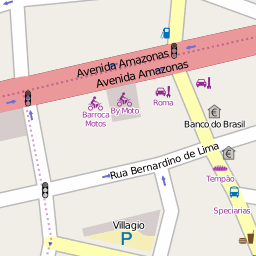 Avenida Amazonas
Avenida Amazonas
Barroca
Motos
By Moto
Roma
Banco do Brasil
Rua Bernardino de Lima
Tempão
Speciarias
Villagio
P